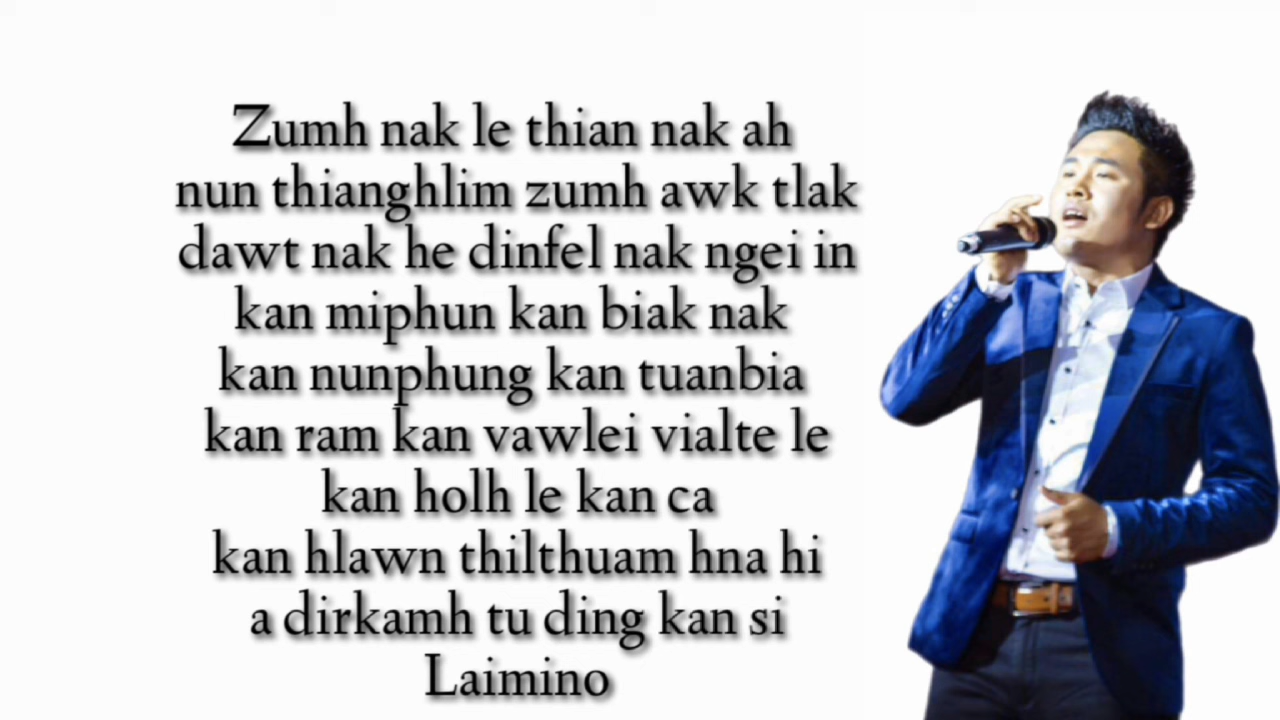 Zumh nak le thian nak ah
nun thianghlim zumh awk tlak
dawt nak he dinfel nak ngei in
kan miphun kan biak nak
kan nunphung kan tuanbia
kan ram kan vawlei vialte le
kan holh le kan ca
kan hlawn thilthuam hna hi
a dirkamh tu ding kan si
Laimino